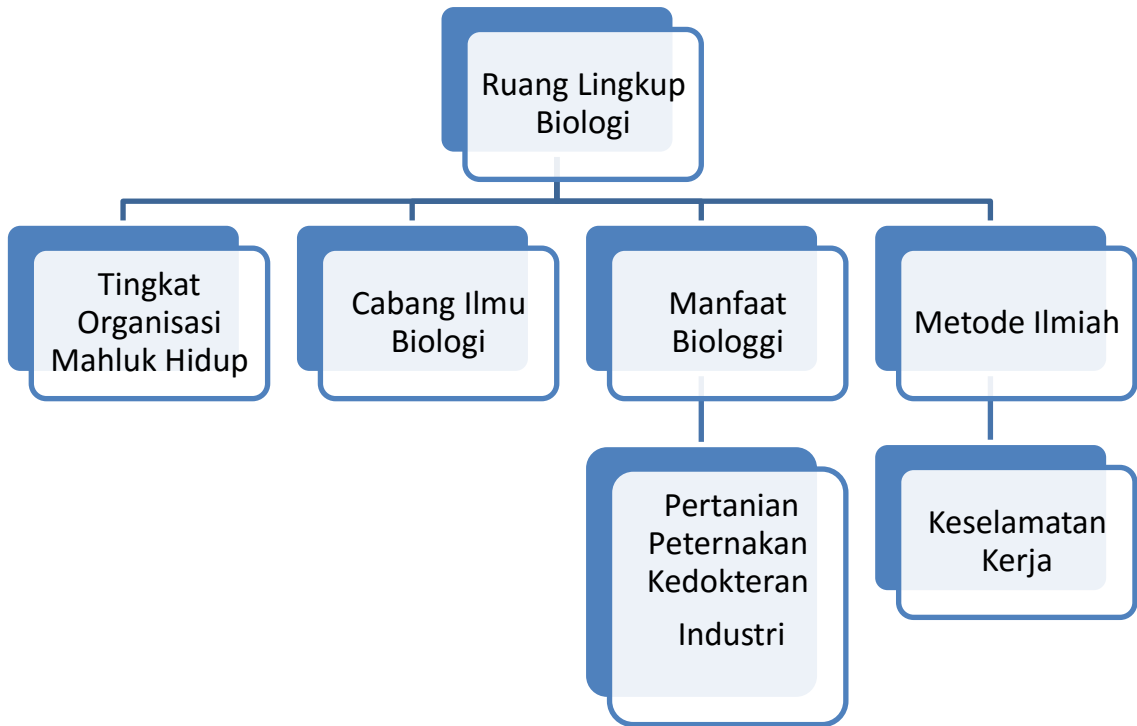 Ruang Lingkup
Biologi
Tingkat
Organisasi
Mahluk Hidup
Cabang Ilmu
Biologi
Manfaat
Biologgi
Metode Ilmiah
Pertanian
Peternakan
Kedokteran
Industri
Keselamatan
Kerja